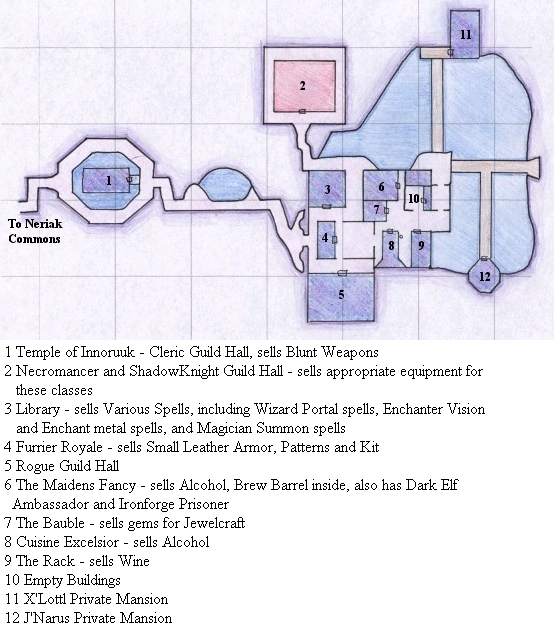 11
2
1
3
6
10
7
4
8
9
To Neriak
Commons
12
5
1 Temple of Innoruuk - Cleric Guild Hall, sells Blunt Weapons
2 Necromancer and ShadowKnight Guild Hall - sells appropriate equipment for
these classes
3 Library - sells Various Spells, including Wizard Portal spells, Enchanter Vision
and Enchant metal spells, and Magician Summon spells
4 Furrier Royale - sells Small Leather Armor, Patterns and Kit
5 Rogue Guild Hall
6 The Maidens Fancy - sells Alcohol, Brew Barrel inside, also has Dark Elf
Ambassador and Ironforge Prisoner
7 The Bauble - sells gems for Jewelcraft
8 Cuisine Excelsior - sells Alcohol
9 The Rack - sells Wine
10 Empty Buildings
11 X'Lottl Private Mansion
12 J'Narus Private Mansion